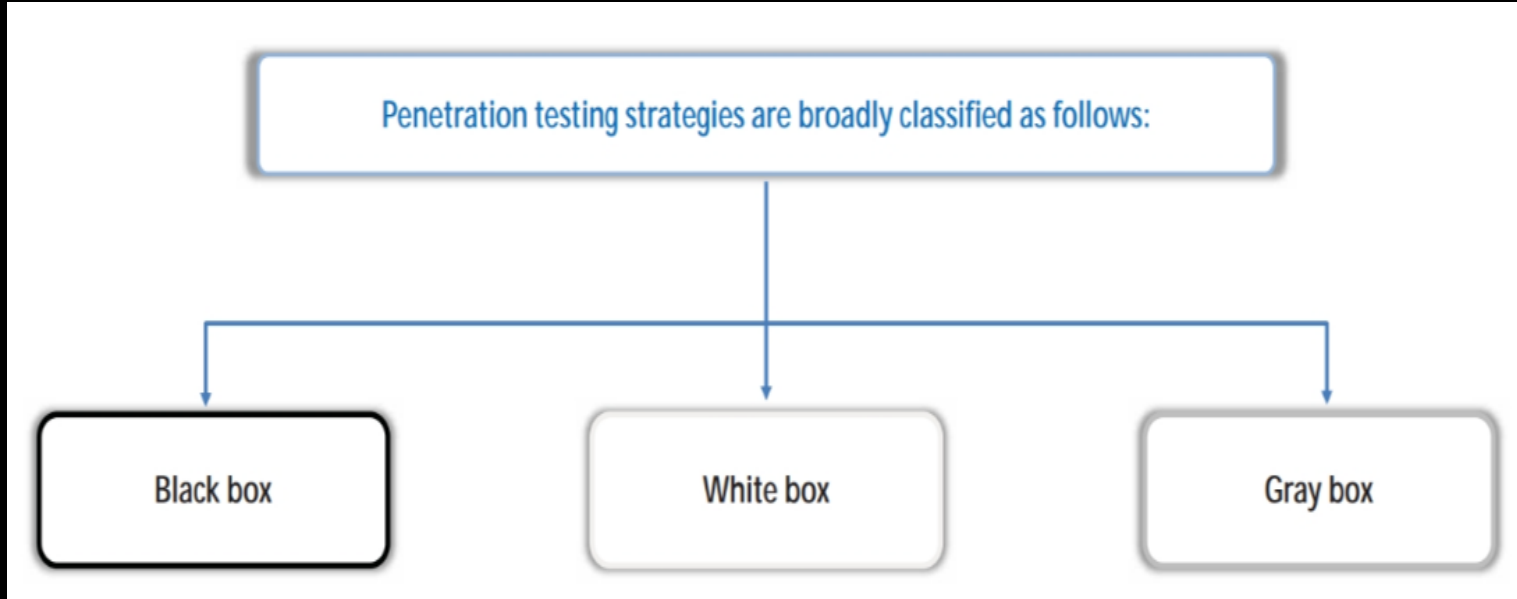 Penetration testing strategies are broadly classified as follows:
Black box
White box
Gray box